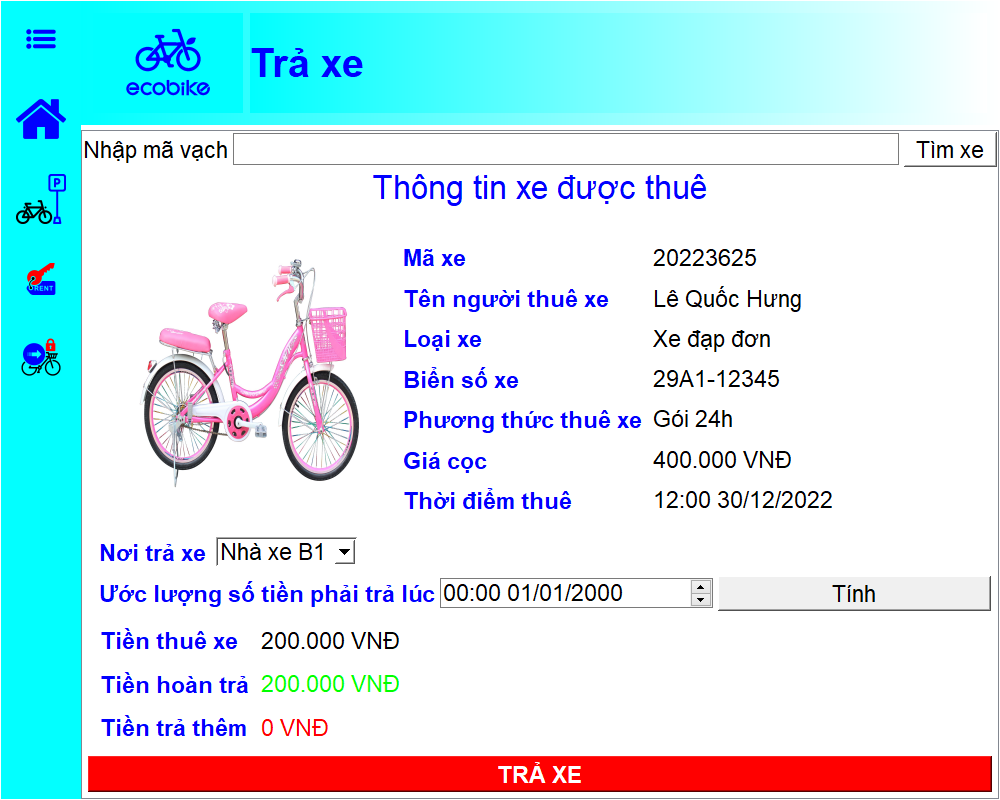 ecobike
Trả xe
P
RENT
Nhập mã vạch
Tìm xe
Thông tin xe được thuê
Mã xe 20223625
Tên người thuê xe Lê Quốc Hưng
Loại xe Xe đạp đơn
Biển số xe 29A1-12345
Phương thức thuê xe Gói 24h
Giá cọc 400.000 VNĐ
Thời điểm thuê 12:00 30/12/2022
Nơi trả xe Nhà xe B1
Ước lượng số tiền phải trả lúc 00:00 01/01/2000 Tính
Tiền thuê xe 200.000 VNĐ
Tiền hoàn trả 200.000 VNĐ
Tiền trả thêm 0 VNĐ
TRẢ XE